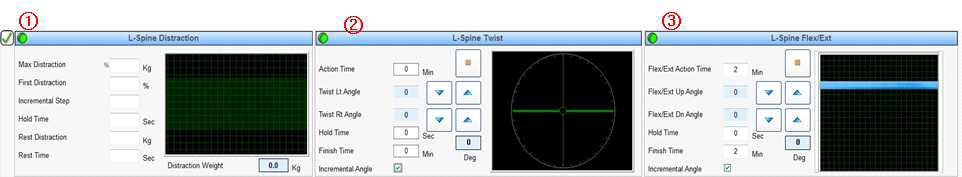 ① ② ③
L-Spine Distraction
Max Distraction % Kg
First Distraction %
Incremental Step
Hold Time Sec
Rest Distraction Kg
Rest Time Sec
Distraction Weight 0.0 Kg
L-Spine Twist
Action Time 0 Min
Twist Lt Angle 0
Twist Rt Angle 0
Hold Time 0 Sec
Finish Time 0 Min
0
Deg
Incremental Angle
L-Spine Flex/Ext
Flex/Ext Action Time 2 Min
Flex/Ext Up Angle 0
Flex/Ext Dn Angle 0
Hold Time 0 Sec
Finish Time 2 Min
0
Deg
Incremental Angle